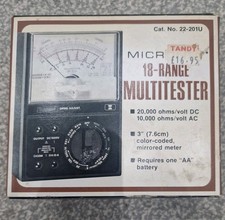 Cat. No. 22-201U
MICR
TANDY
£16.95
18-RANGE
MULTITESTER
■ 20,000 ohms/volt DC
10,000 ohms/volt AC
■ 3" (7.6cm)
color-coded,
mirrored meter
■ Requires one "AA"
battery